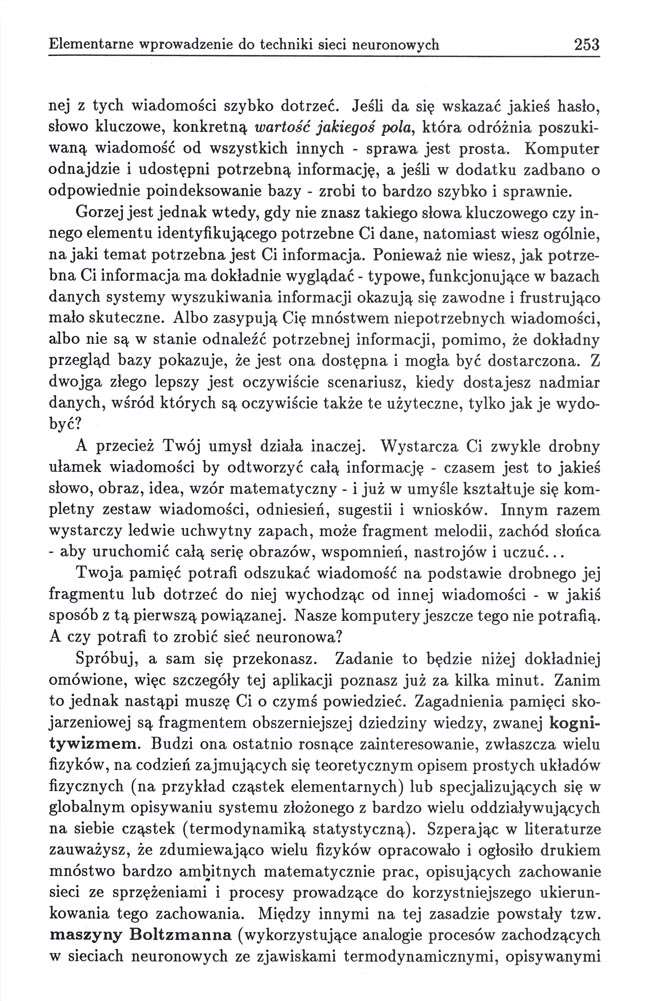 Elementarne wprowadzenie do techniki sieci neuronowych 253
nej z tych wiadomości szybko dotrzeć. Jeśli da się wskazać jakieś hasło,
słowo kluczowe, konkretną wartość jakiegoś pola, która odróżnia poszuki-
waną wiadomość od wszystkich innych - sprawa jest prosta. Komputer
odnajdzie i udostępni potrzebną informację, a jeśli w dodatku zadbano o
odpowiednie poindeksowanie bazy - zrobi to bardzo szybko i sprawnie.
Gorzej jest jednak wtedy, gdy nie znasz takiego słowa kluczowego czy in-
nego elementu identyfikującego potrzebne Ci dane, natomiast wiesz ogólnie,
na jaki temat potrzebna jest Ci informacja. Ponieważ nie wiesz, jak potrze-
bna Ci informacja ma dokładnie wyglądać - typowe, funkcjonujące w bazach
danych systemy wyszukiwania informacji okazują się zawodne i frustrująco
mało skuteczne. Albo zasypują Cię mnóstwem niepotrzebnych wiadomości,
albo nie są w stanie odnaleźć potrzebnej informacji, pomimo, że dokładny
przegląd bazy pokazuje, że jest ona dostępna i mogła być dostarczona. Z
dwojga złego lepszy jest oczywiście scenariusz, kiedy dostajesz nadmiar
danych, wśród których są oczywiście także te użyteczne, tylko jak je wydo-
być?
A przecież Twój umysł działa inaczej. Wystarcza Ci zwykle drobny
ułamek wiadomości by odtworzyć całą informację - czasem jest to jakieś
słowo, obraz, idea, wzór matematyczny - i już w umyśle kształtuje się kom-
pletny zestaw wiadomości, odniesień, sugestii i wniosków. Innym razem
wystarczy ledwie uchwytny zapach, może fragment melodii, zachód słońca
- aby uruchomić całą serię obrazów, wspomnień, nastrojów i uczuć...
Twoja pamięć potrafi odszukać wiadomość na podstawie drobnego jej
fragmentu lub dotrzeć do niej wychodząc od innej wiadomości - w jakiś
sposób z tą pierwszą powiązanej. Nasze komputery jeszcze tego nie potrafią.
A czy potrafi to zrobić sieć neuronowa?
Spróbuj, a sam się przekonasz. Zadanie to będzie niżej dokładniej
omówione, więc szczegóły tej aplikacji poznasz już za kilka minut. Zanim
to jednak nastąpi muszę Ci o czymś powiedzieć. Zagadnienia pamięci sko-
jarzeniowej są fragmentem obszerniejszej dziedziny wiedzy, zwanej kogni-
tywizmem. Budzi ona ostatnio rosnące zainteresowanie, zwłaszcza wielu
fizyków, na codzień zajmujących się teoretycznym opisem prostych układów
fizycznych (na przykład cząstek elementarnych) lub specjalizujących się w
globalnym opisywaniu systemu złożonego z bardzo wielu oddziaływujących
na siebie cząstek (termodynamiką statystyczną). Szperając w literaturze
zauważysz, że zdumiewająco wielu fizyków opracowało i ogłosiło drukiem
mnóstwo bardzo ambitnych matematycznie prac, opisujących zachowanie
sieci ze sprzężeniami i procesy prowadzące do korzystniejszego ukierun-
kowania tego zachowania. Między innymi na tej zasadzie powstały tzw.
maszyny Boltzmanna (wykorzystujące analogie procesów zachodzących
w sieciach neuronowych ze zjawiskami termodynamicznymi, opisywanymi